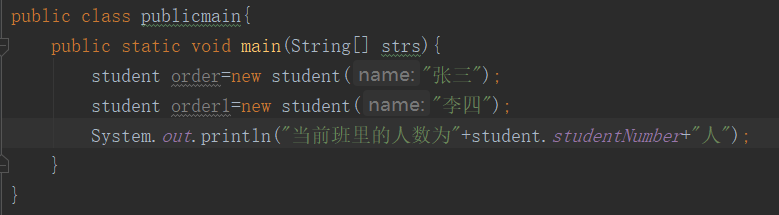 public class publicmain{
public static void main(String[] strs){
student order=new student( name: "张三");
student order1=new student( name: "李四");
System.out.println("当前班里的人数为"+student.studentNumber+"人");
}
}